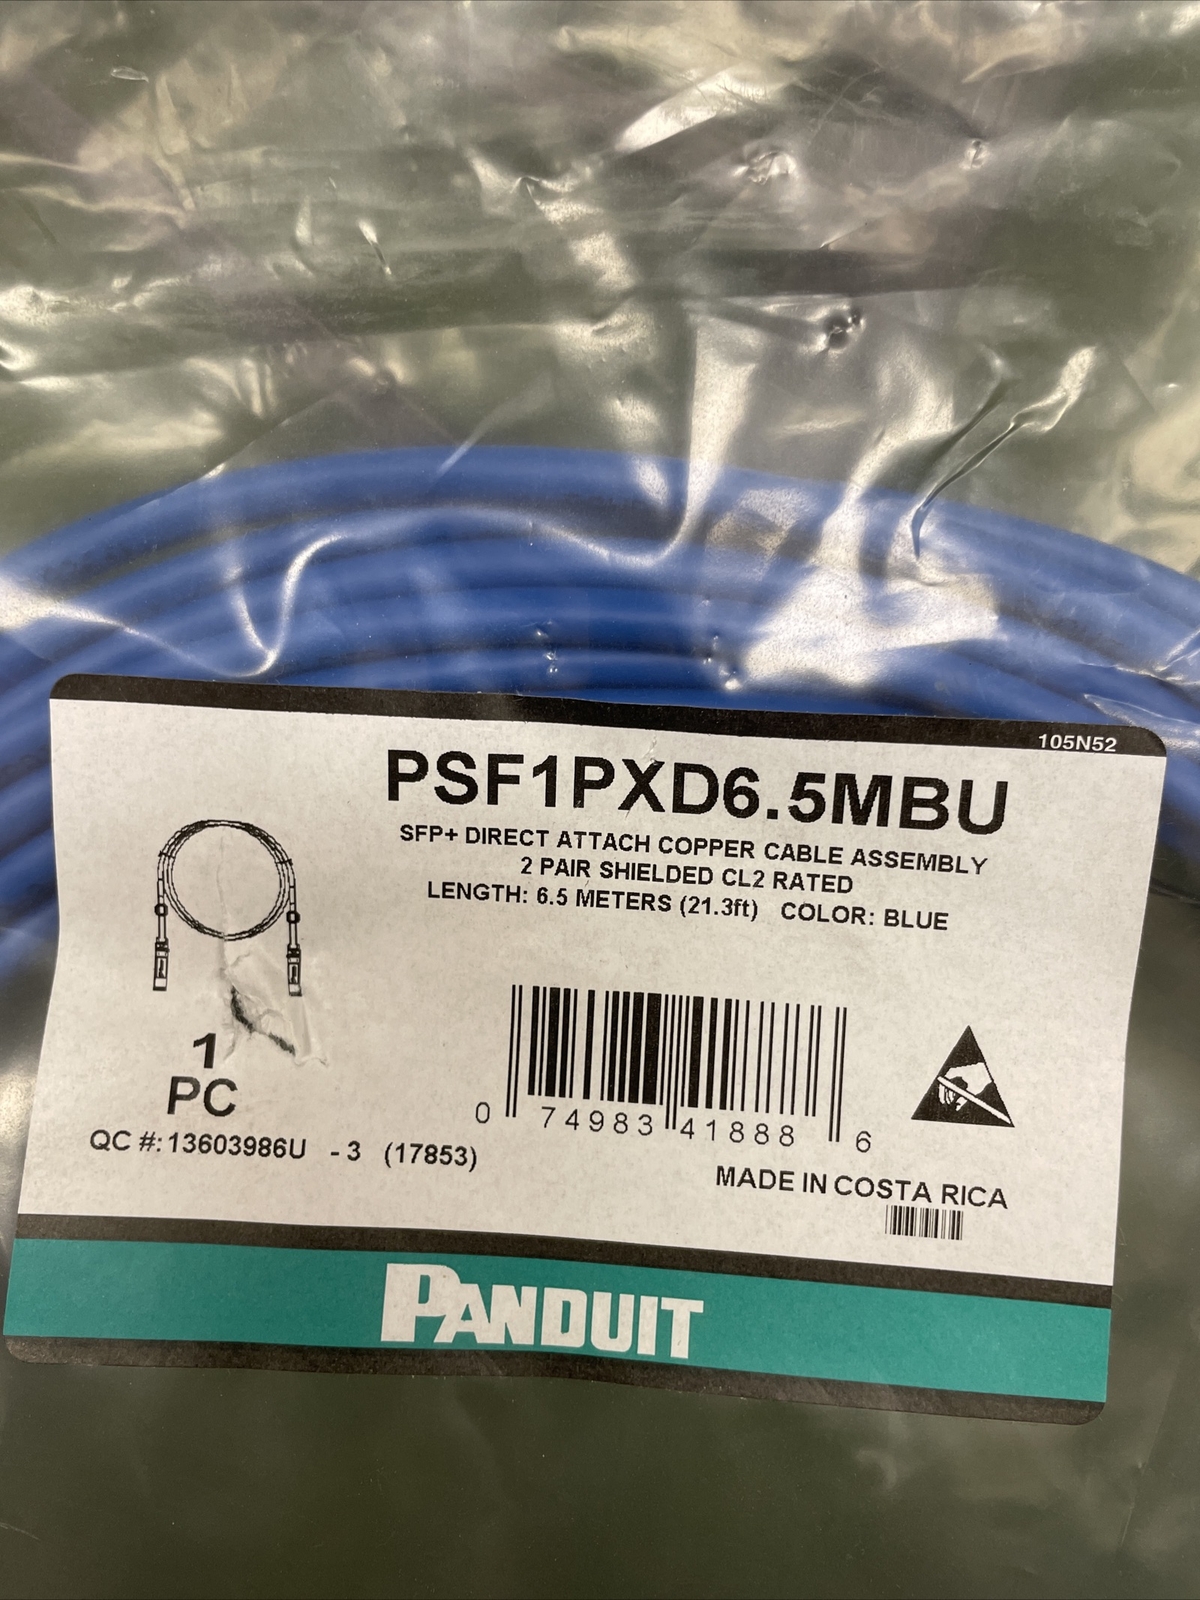 105N52
PSF1PXD6.5MBU
SFP+ DIRECT ATTACH COPPER CABLE ASSEMBLY
2 PAIR SHIELDED CL2 RATED
LENGTH: 6.5 METERS (21.3ft) COLOR: BLUE
1
PC
0 74983 41888 6
QC #: 13603986U - 3 (17853)
MADE IN COSTA RICA
PANDUIT